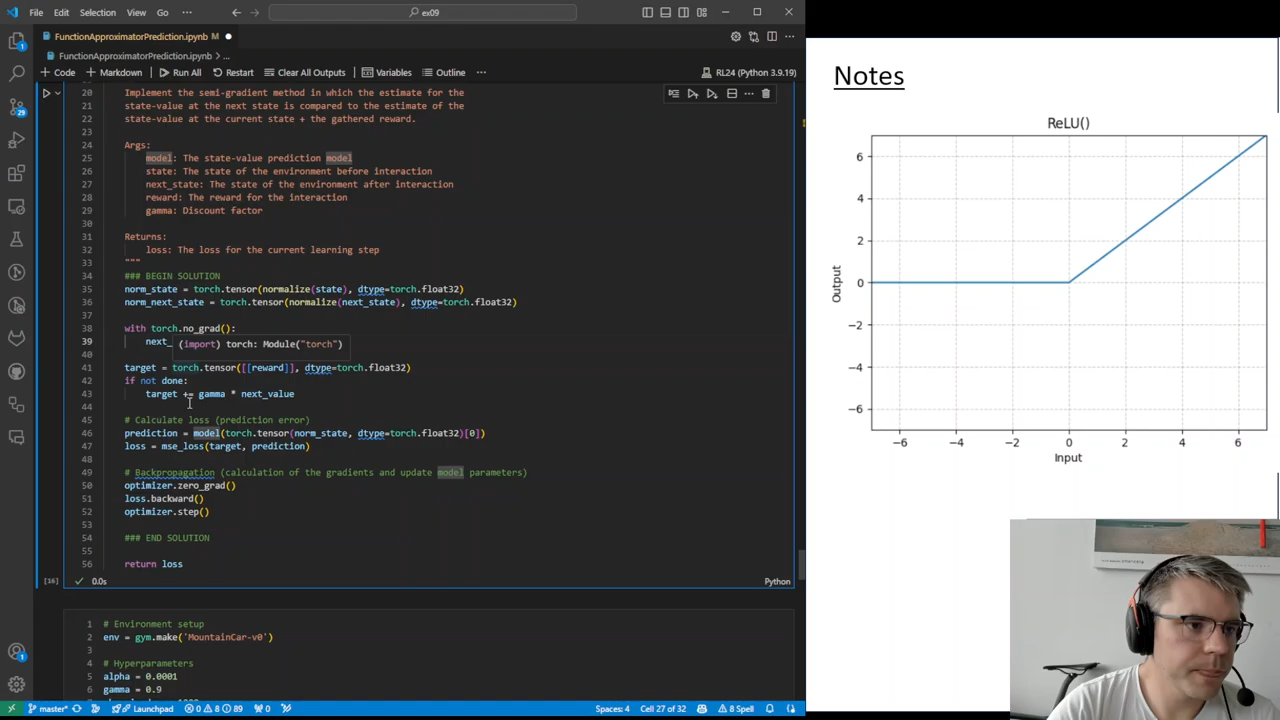 File Edit Selection View Go ··· ex09
FunctionApproximatorPrediction.ipynb M
FunctionApproximatorPrediction.ipynb > ...
+ Code + Markdown Run All Restart Clear All Outputs Variables Outline ··· RL24 (Python 3.9.19)
20 Implement the semi-gradient method in which the estimate for the
21 state-value at the next state is compared to the estimate of the
22 state-value at the current state + the gathered reward.
23
24 Args:
25 model: The state-value prediction model
26 state: The state of the environment before interaction
27 next_state: The state of the environment after interaction
28 reward: The reward for the interaction
29 gamma: Discount factor
30
31 Returns:
32 loss: The loss for the current learning step
33 """
34 ### BEGIN SOLUTION
35 norm_state = torch.tensor(normalize(state), dtype=torch.float32)
36 norm_next_state = torch.tensor(normalize(next_state), dtype=torch.float32)
37
38 with torch.no_grad():
39 next_
(import) torch: Module("torch")
40
41 target = torch.tensor([[reward]], dtype=torch.float32)
42 if not done:
43 target += gamma * next_value
44
45 # Calculate loss (prediction error)
46 prediction = model(torch.tensor(norm_state, dtype=torch.float32)[0])
47 loss = mse_loss(target, prediction)
48
49 # Backpropagation (calculation of the gradients and update model parameters)
50 optimizer.zero_grad()
51 loss.backward()
52 optimizer.step()
53
54 ### END SOLUTION
55
56 return loss
[16] 0.0s Python
1 # Environment setup
2 env = gym.make('MountainCar-v0')
3
4 # Hyperparameters
5 alpha = 0.0001
6 gamma = 0.9
master* Launchpad 0 8 89 0 Spaces: 4 Cell 27 of 32 8 Spell
Notes
ReLU()
6
4
2
0
−2
−4
−6
Output
−6 −4 −2 0 2 4 6
Input
1
29
1